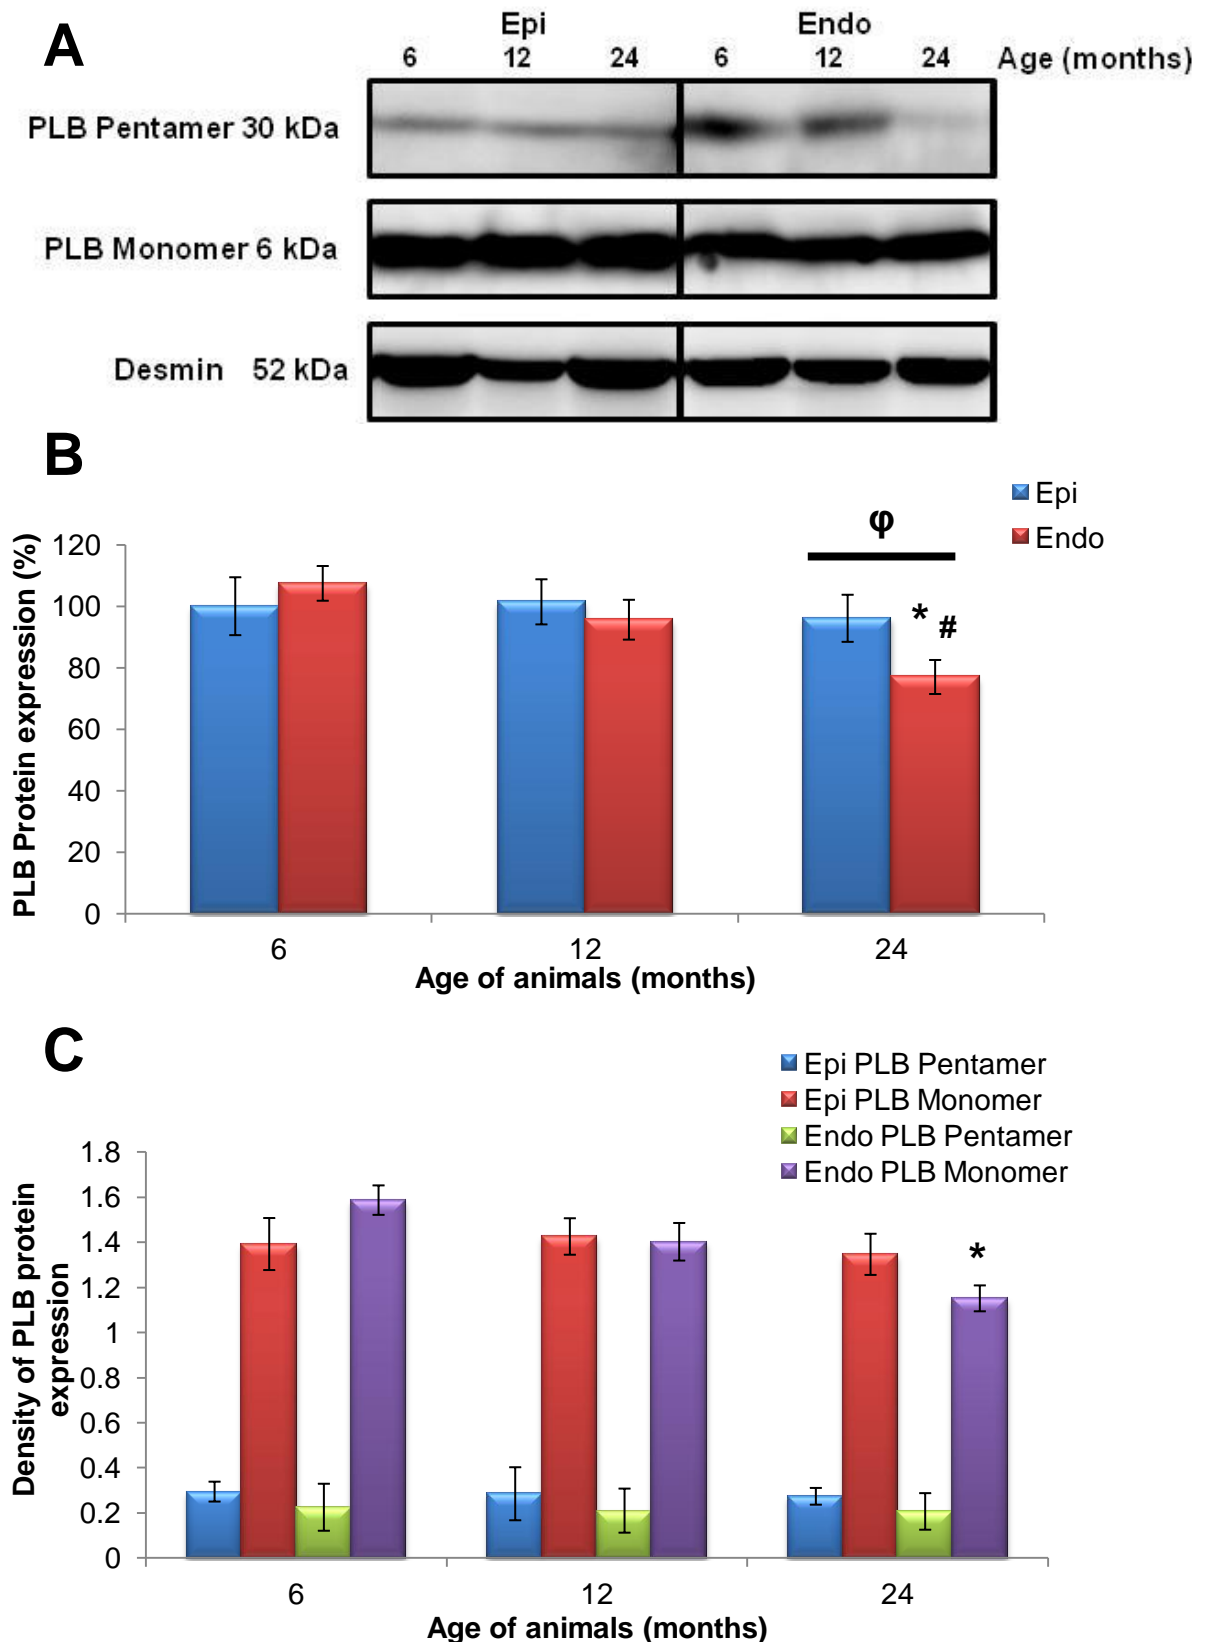 A
Epi
Endo
6 12 24 6 12 24 Age (months)
PLB Pentamer 30 kDa
PLB Monomer 6 kDa
Desmin 52 kDa
B
Epi
Endo
φ
* #
PLB Protein expression (%)
120
100
80
60
40
20
0
6 12 24
Age of animals (months)
C
Epi PLB Pentamer
Epi PLB Monomer
Endo PLB Pentamer
Endo PLB Monomer
*
Density of PLB protein
expression
1.8
1.6
1.4
1.2
1
0.8
0.6
0.4
0.2
0
6 12 24
Age of animals (months)